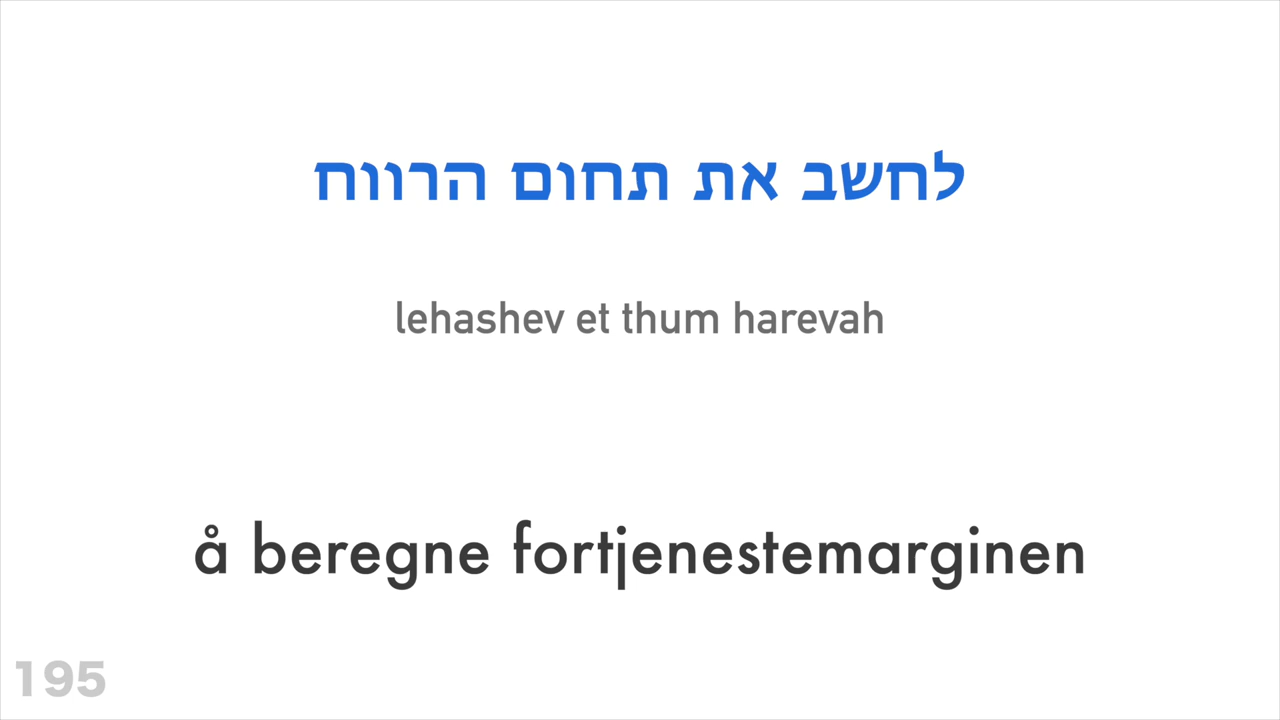 לחשב את תחום הרווח
lehashev et thum harevah
å beregne fortjenestemarginen
195